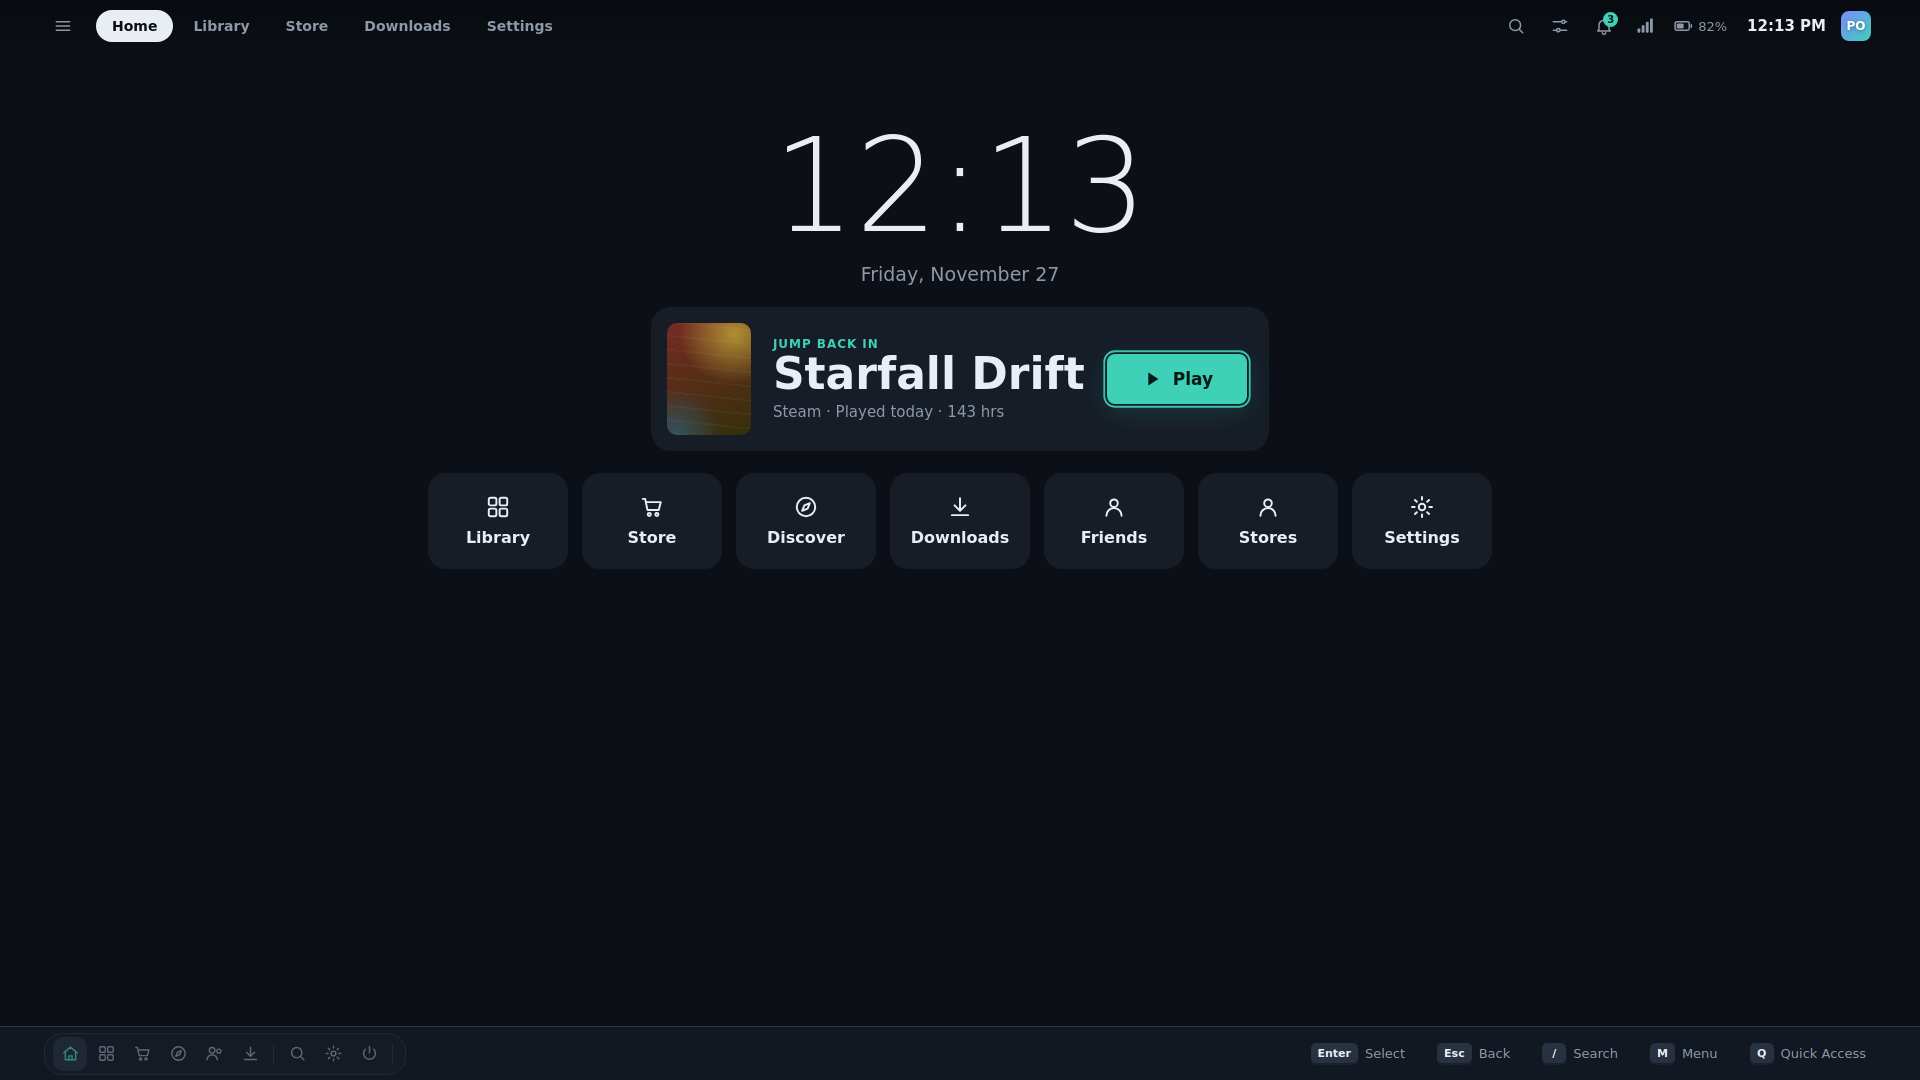 Home Library Store Downloads Settings 3 82% 12:13 PM PO
12:13
Friday, November 27
JUMP BACK IN
Starfall Drift
Steam · Played today · 143 hrs
Play
Library Store Discover Downloads Friends Stores Settings
Enter Select Esc Back / Search M Menu Q Quick Access